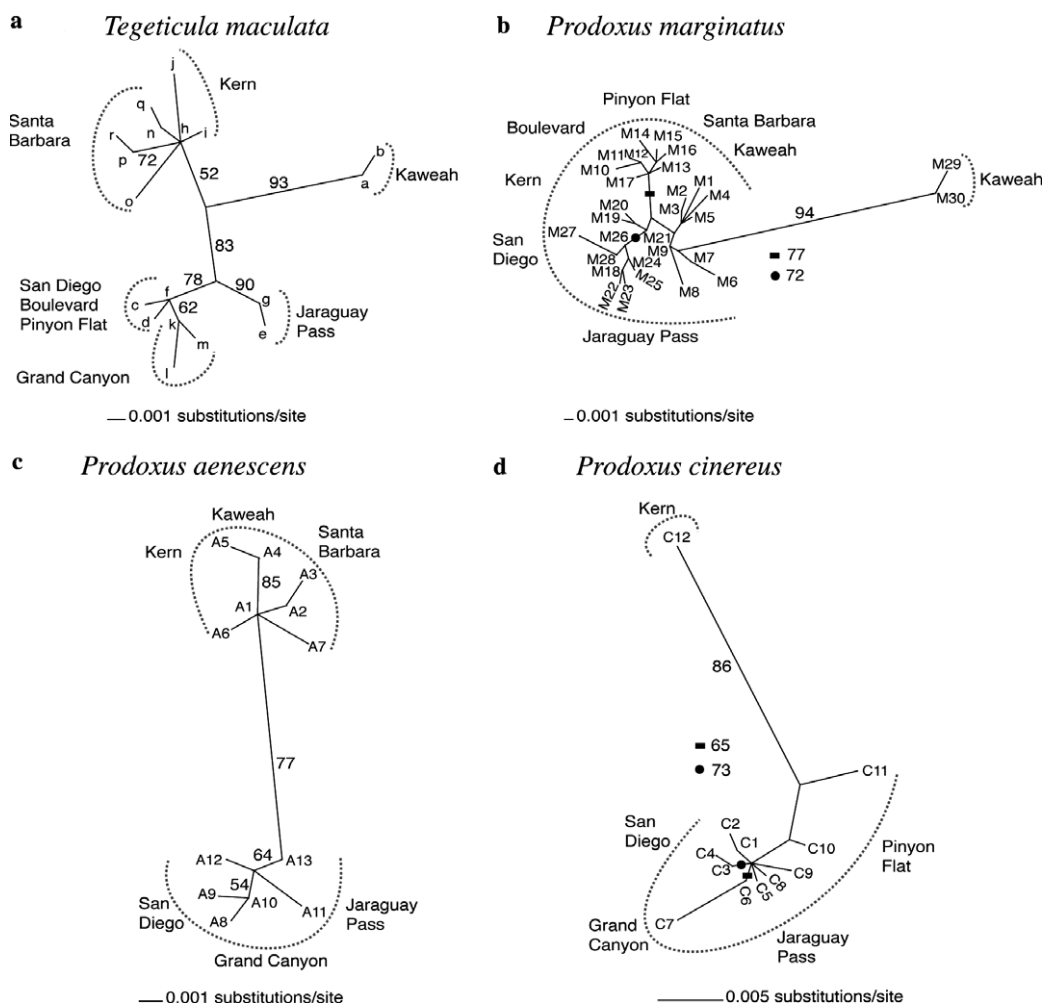 a Tegeticula maculata
j
Kern
q
Santa
Barbara
r
n
h
i
p
72
o
52
93
b
a
Kaweah
83
78
90
San Diego
Boulevard
Pinyon Flat
f
c
62
d
k
g
e
Jaraguay
Pass
m
l
Grand Canyon
0.001 substitutions/site
b Prodoxus marginatus
Pinyon Flat
Boulevard
Santa Barbara
Kaweah
Kern
M14
M15
M11
M12
M16
M10
M13
M17
M2
M1
M4
M3
M5
M20
M19
M27
M26
M21
M9
San
Diego
M28
M24
M7
M18
M25
M6
M22
M23
M8
94
M29
M30
Kaweah
77
72
Jaraguay Pass
0.001 substitutions/site
c Prodoxus aenescens
Kaweah
Santa
Barbara
Kern
A5
A4
A3
85
A1
A2
A6
A7
77
64
A12
A13
54
A9
A10
A8
A11
San
Diego
Jaraguay
Pass
Grand Canyon
0.001 substitutions/site
d Prodoxus cinereus
Kern
C12
86
65
73
C11
San
Diego
C2
C1
C10
C4
C3
C9
C8
C5
C6
C7
Pinyon
Flat
Grand
Canyon
Jaraguay
Pass
0.005 substitutions/site